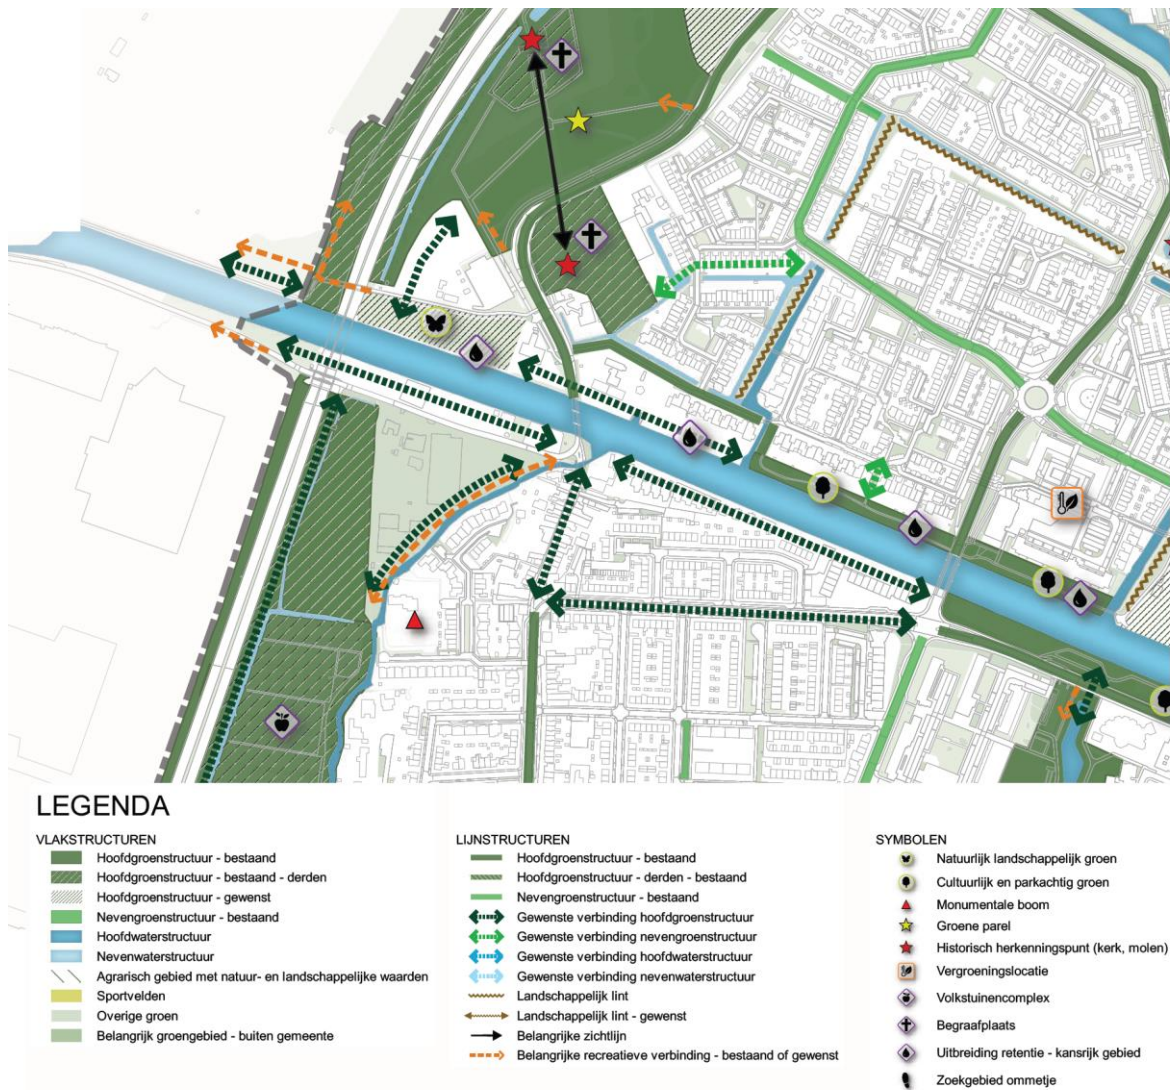 LEGENDA
VLAKSTRUCTUREN
Hoofdgroenstructuur - bestaand
Hoofdgroenstructuur - bestaand - derden
Hoofdgroenstructuur - gewenst
Nevengroenstructuur - bestaand
Hoofdwaterstructuur
Nevenwaterstructuur
Agrarisch gebied met natuur- en landschappelijke waarden
Sportvelden
Overige groen
Belangrijk groengebied - buiten gemeente
LIJNSTRUCTUREN
Hoofdgroenstructuur - bestaand
Hoofdgroenstructuur - derden - bestaand
Nevengroenstructuur - bestaand
Gewenste verbinding hoofdgroenstructuur
Gewenste verbinding nevengroenstructuur
Gewenste verbinding hoofdwaterstructuur
Gewenste verbinding nevenwaterstructuur
Landschappelijk lint
Landschappelijk lint - gewenst
Belangrijke zichtlijn
Belangrijke recreatieve verbinding - bestaand of gewenst
SYMBOLEN
Natuurlijk landschappelijk groen
Cultuurlijk en parkachtig groen
Monumentale boom
Groene parel
Historisch herkenningspunt (kerk, molen)
Vergroeningslocatie
Volkstuinencomplex
Begraafplaats
Uitbreiding retentie - kansrijk gebied
Zoekgebied ommetje